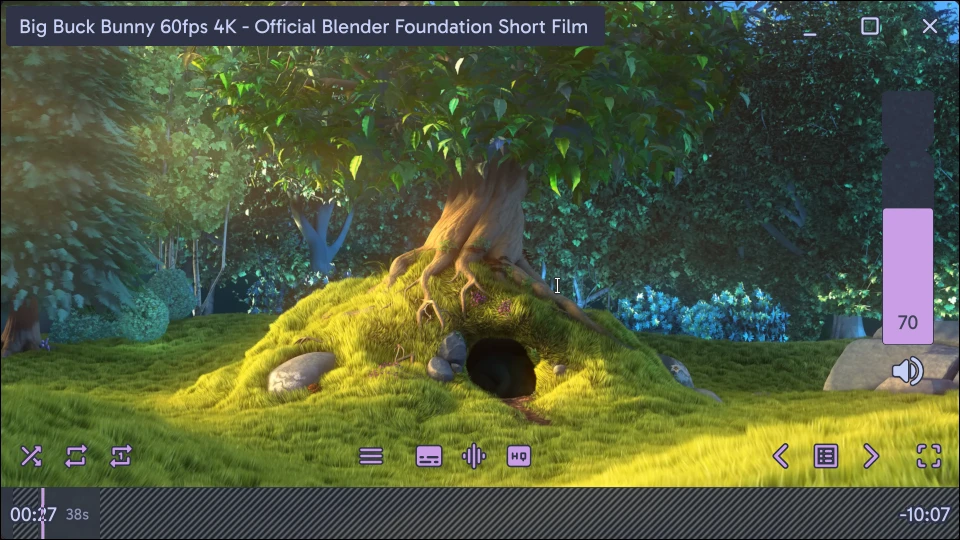 Big Buck Bunny 60fps 4K - Official Blender Foundation Short Film
70
HQ
00:27 38s
-10:07